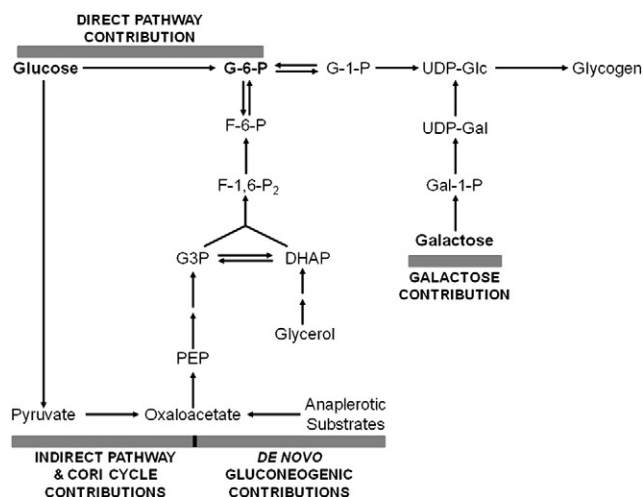 DIRECT PATHWAY
CONTRIBUTION
Glucose
G-6-P
G-1-P
UDP-Glc
Glycogen
F-6-P
UDP-Gal
F-1,6-P₂
Gal-1-P
G3P
DHAP
Galactose
GALACTOSE
CONTRIBUTION
Glycerol
PEP
Pyruvate
Oxaloacetate
Anaplerotic
Substrates
INDIRECT PATHWAY
& CORI CYCLE
CONTRIBUTIONS
DE NOVO
GLUCONEOGENIC
CONTRIBUTIONS